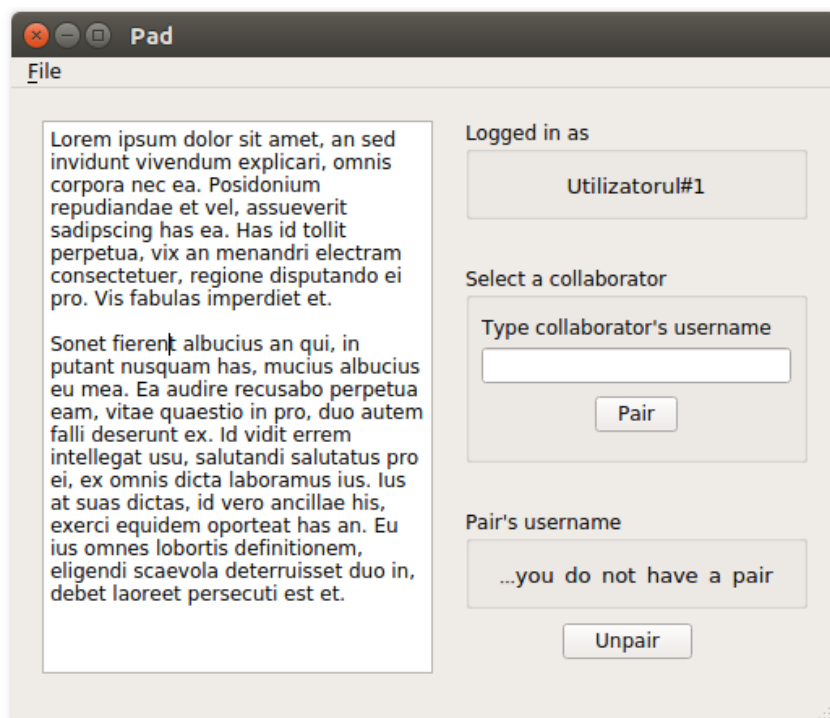 Pad
File
Lorem ipsum dolor sit amet, an sed
invidunt vivendum explicari, omnis
corpora nec ea. Posidonium
repudiandae et vel, assueverit
sadipscing has ea. Has id tollit
perpetua, vix an menandri electram
consectetuer, regione disputando ei
pro. Vis fabulas imperdiet et.
Sonet fierent albucius an qui, in
putant nusquam has, mucius albucius
eu mea. Ea audire recusabo perpetua
eam, vitae quaestio in pro, duo autem
falli deserunt ex. Id vidit errem
intellegat usu, salutandi salutatus pro
ei, ex omnis dicta laboramus ius. Ius
at suas dictas, id vero ancillae his,
exerci equidem oporteat has an. Eu
ius omnes lobortis definitionem,
eligendi scaevola deterruisset duo in,
debet laoreet persecuti est et.
Logged in as
Utilizatorul#1
Select a collaborator
Type collaborator's username
Pair
Pair's username
...you do not have a pair
Unpair